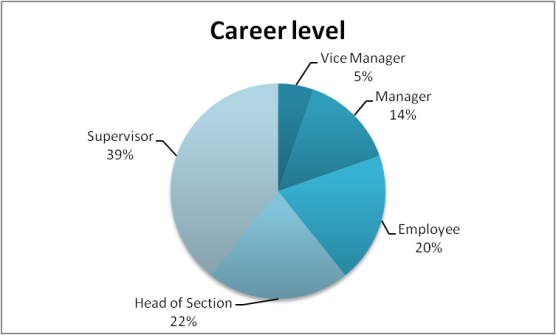 Career level
Vice Manager
5%
Manager
14%
Employee
20%
Head of Section
22%
Supervisor
39%